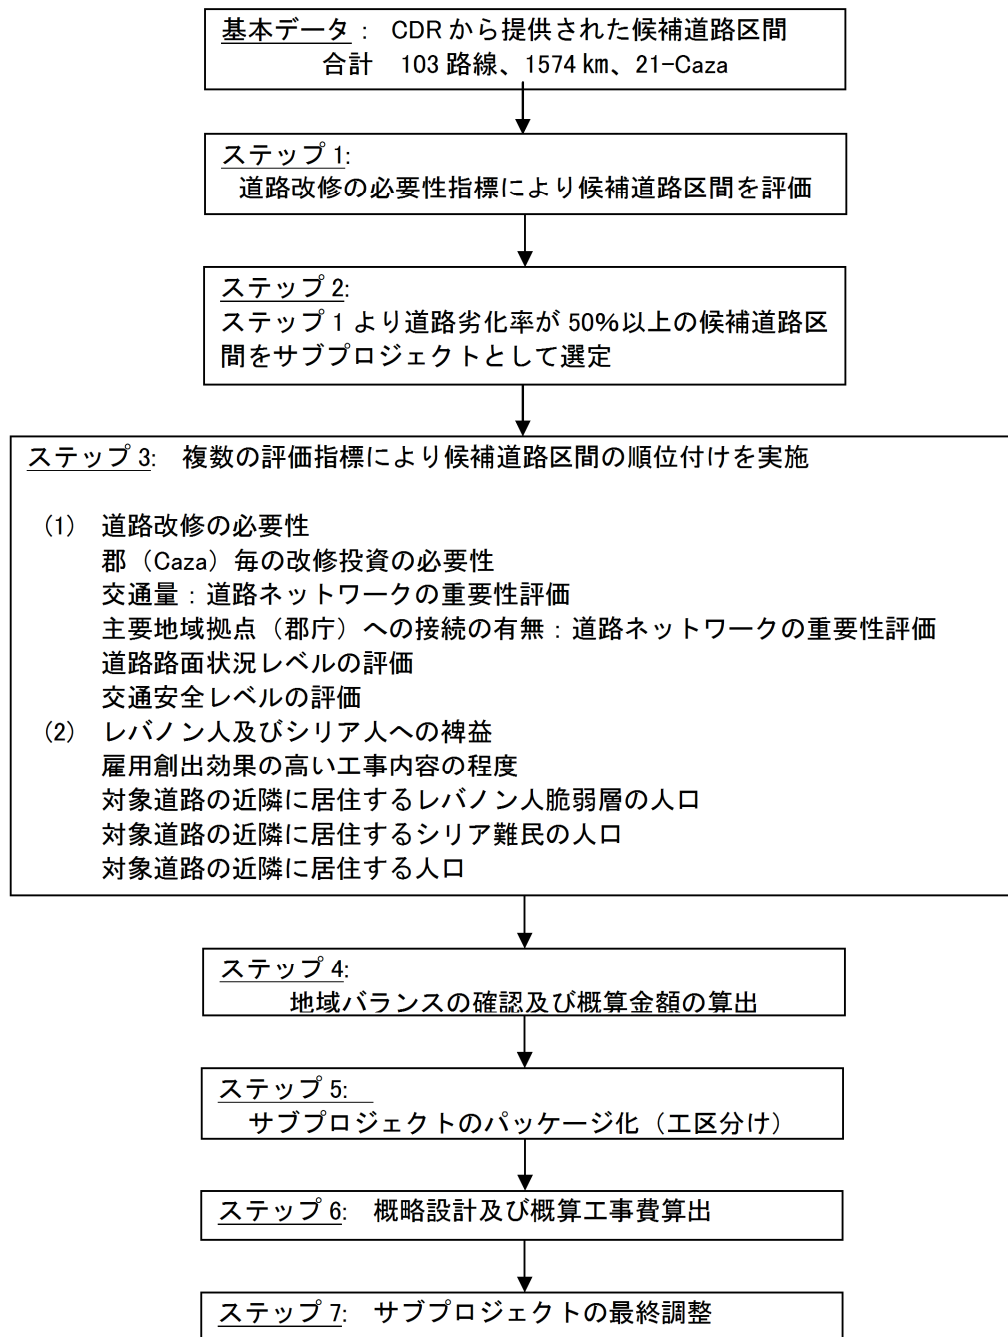 基本データ： CDRから提供された候補道路区間
合計 103路線、1574㎞、21-Caza
ステップ1:
道路改修の必要性指標により候補道路区間を評価
ステップ2:
ステップ1より道路劣化率が50%以上の候補道路区
間をサブプロジェクトとして選定
ステップ3: 複数の評価指標により候補道路区間の順位付けを実施
(1) 道路改修の必要性
郡（Caza）毎の改修投資の必要性
交通量：道路ネットワークの重要性評価
主要地域拠点（郡庁）への接続の有無：道路ネットワークの重要性評価
道路路面状況レベルの評価
交通安全レベルの評価
(2) レバノン人及びシリア人への裨益
雇用創出効果の高い工事内容の程度
対象道路の近隣に居住するレバノン人脆弱層の人口
対象道路の近隣に居住するシリア難民の人口
対象道路の近隣に居住する人口
ステップ4:
地域バランスの確認及び概算金額の算出
ステップ5:
サブプロジェクトのパッケージ化（工区分け）
ステップ6: 概略設計及び概算工事費算出
ステップ7: サブプロジェクトの最終調整